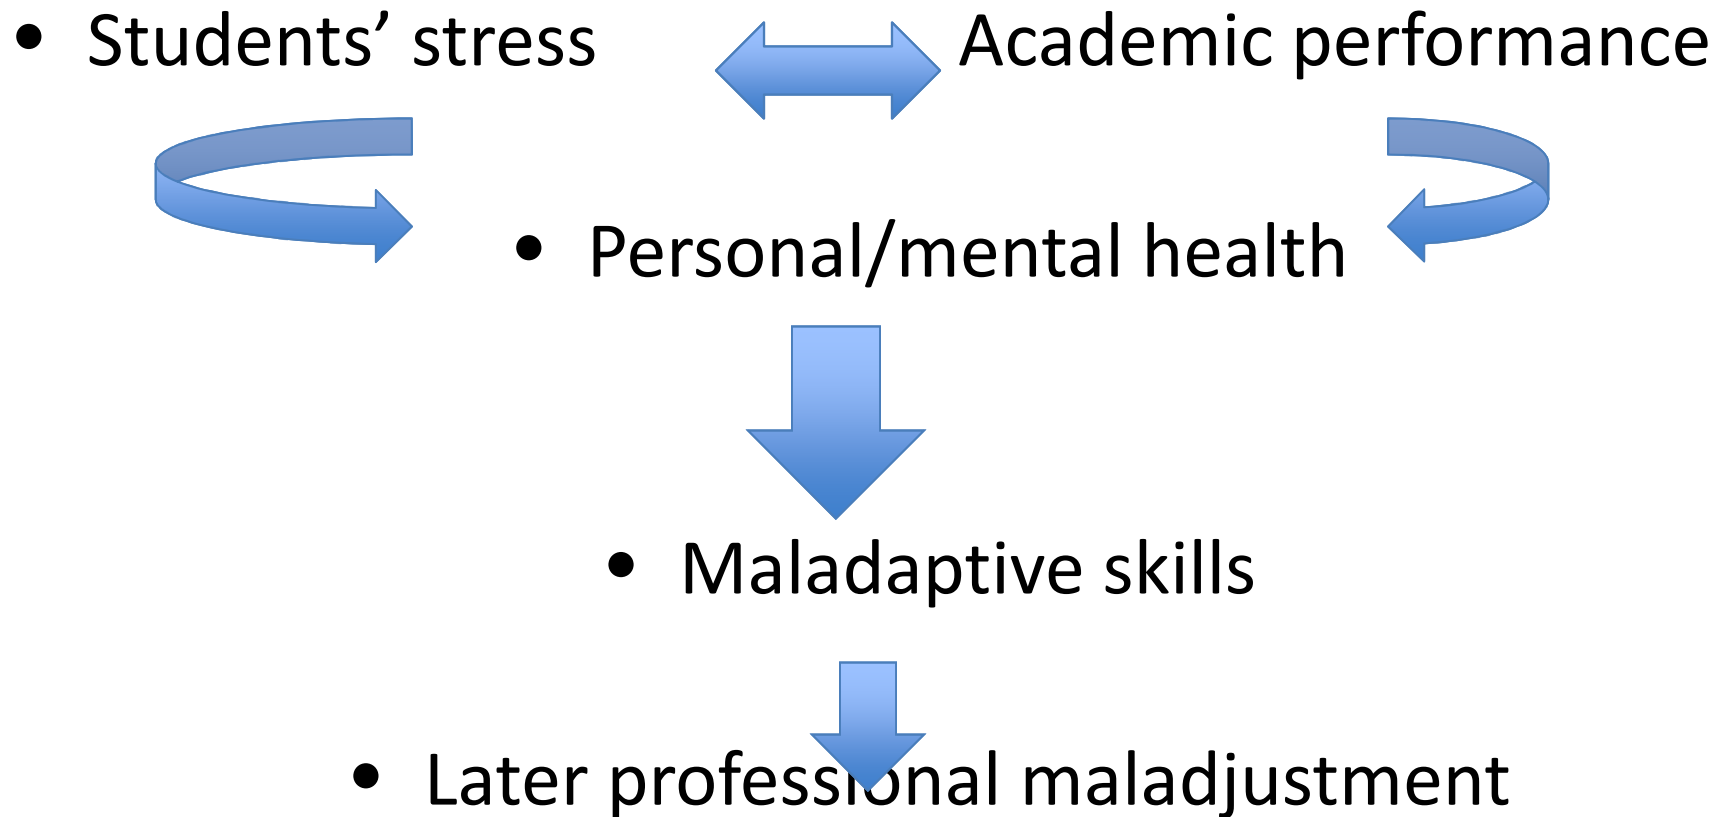 • Students’ stress Academic performance
• Personal/mental health
• Maladaptive skills
• Later professional maladjustment